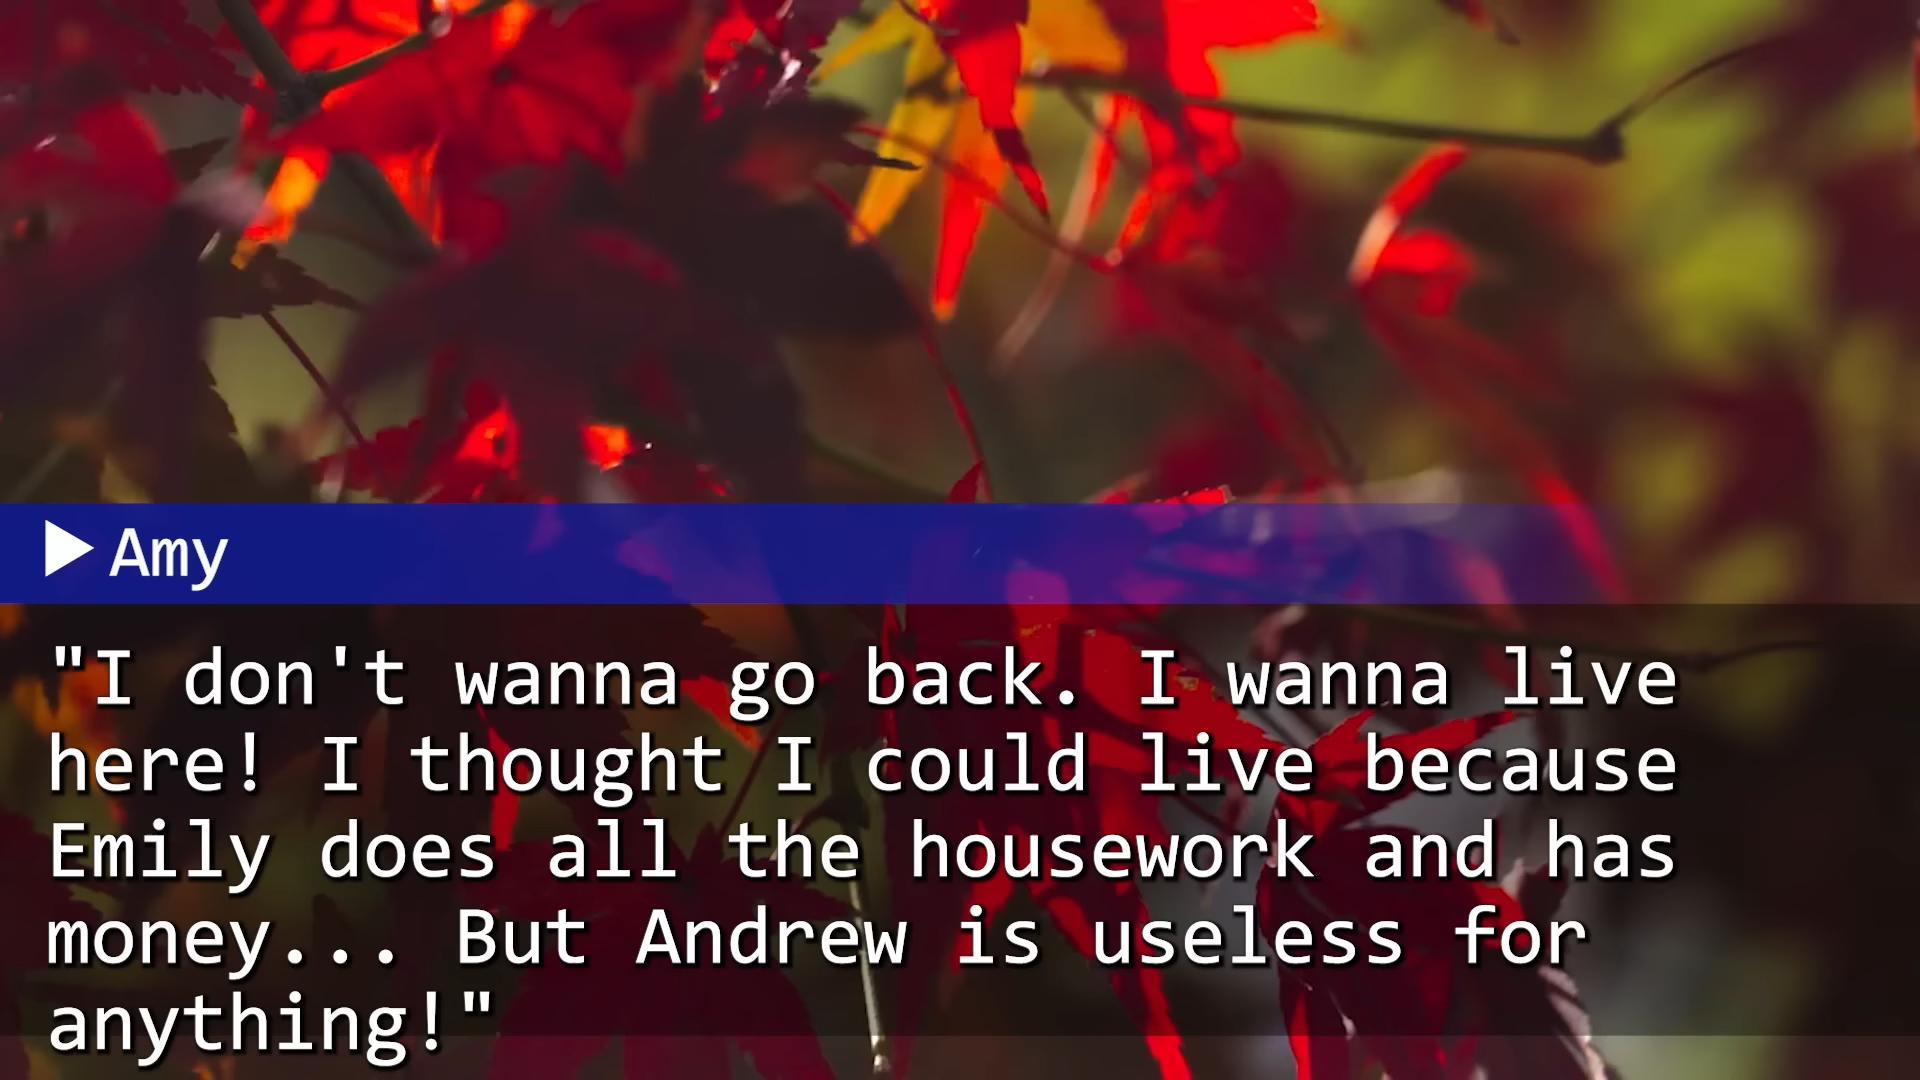 Amy
"I don't wanna go back. I wanna live
here! I thought I could live because
Emily does all the housework and has
money... But Andrew is useless for
anything!"